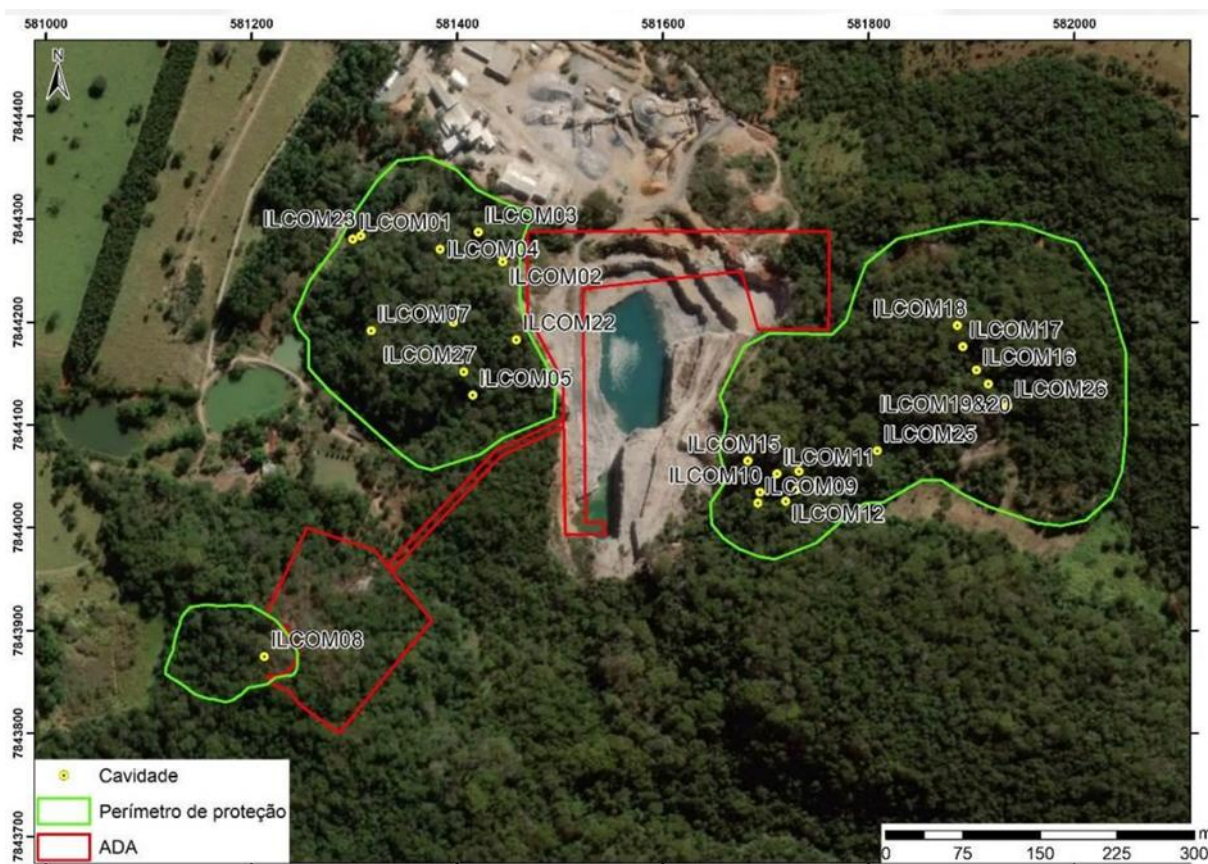 581000 581200 581400 581600 581800 582000
N
7844400
7844300
7844200
7844100
7844000
7843900
7843800
7843700
ILCOM23
ILCOM01
ILCOM03
ILCOM04
ILCOM02
ILCOM07
ILCOM22
ILCOM27
ILCOM05
ILCOM18
ILCOM17
ILCOM16
ILCOM26
ILCOM19&20
ILCOM25
ILCOM15
ILCOM11
ILCOM10
ILCOM09
ILCOM12
ILCOM08
Cavidade
Perímetro de proteção
ADA
m
0 75 150 225 300